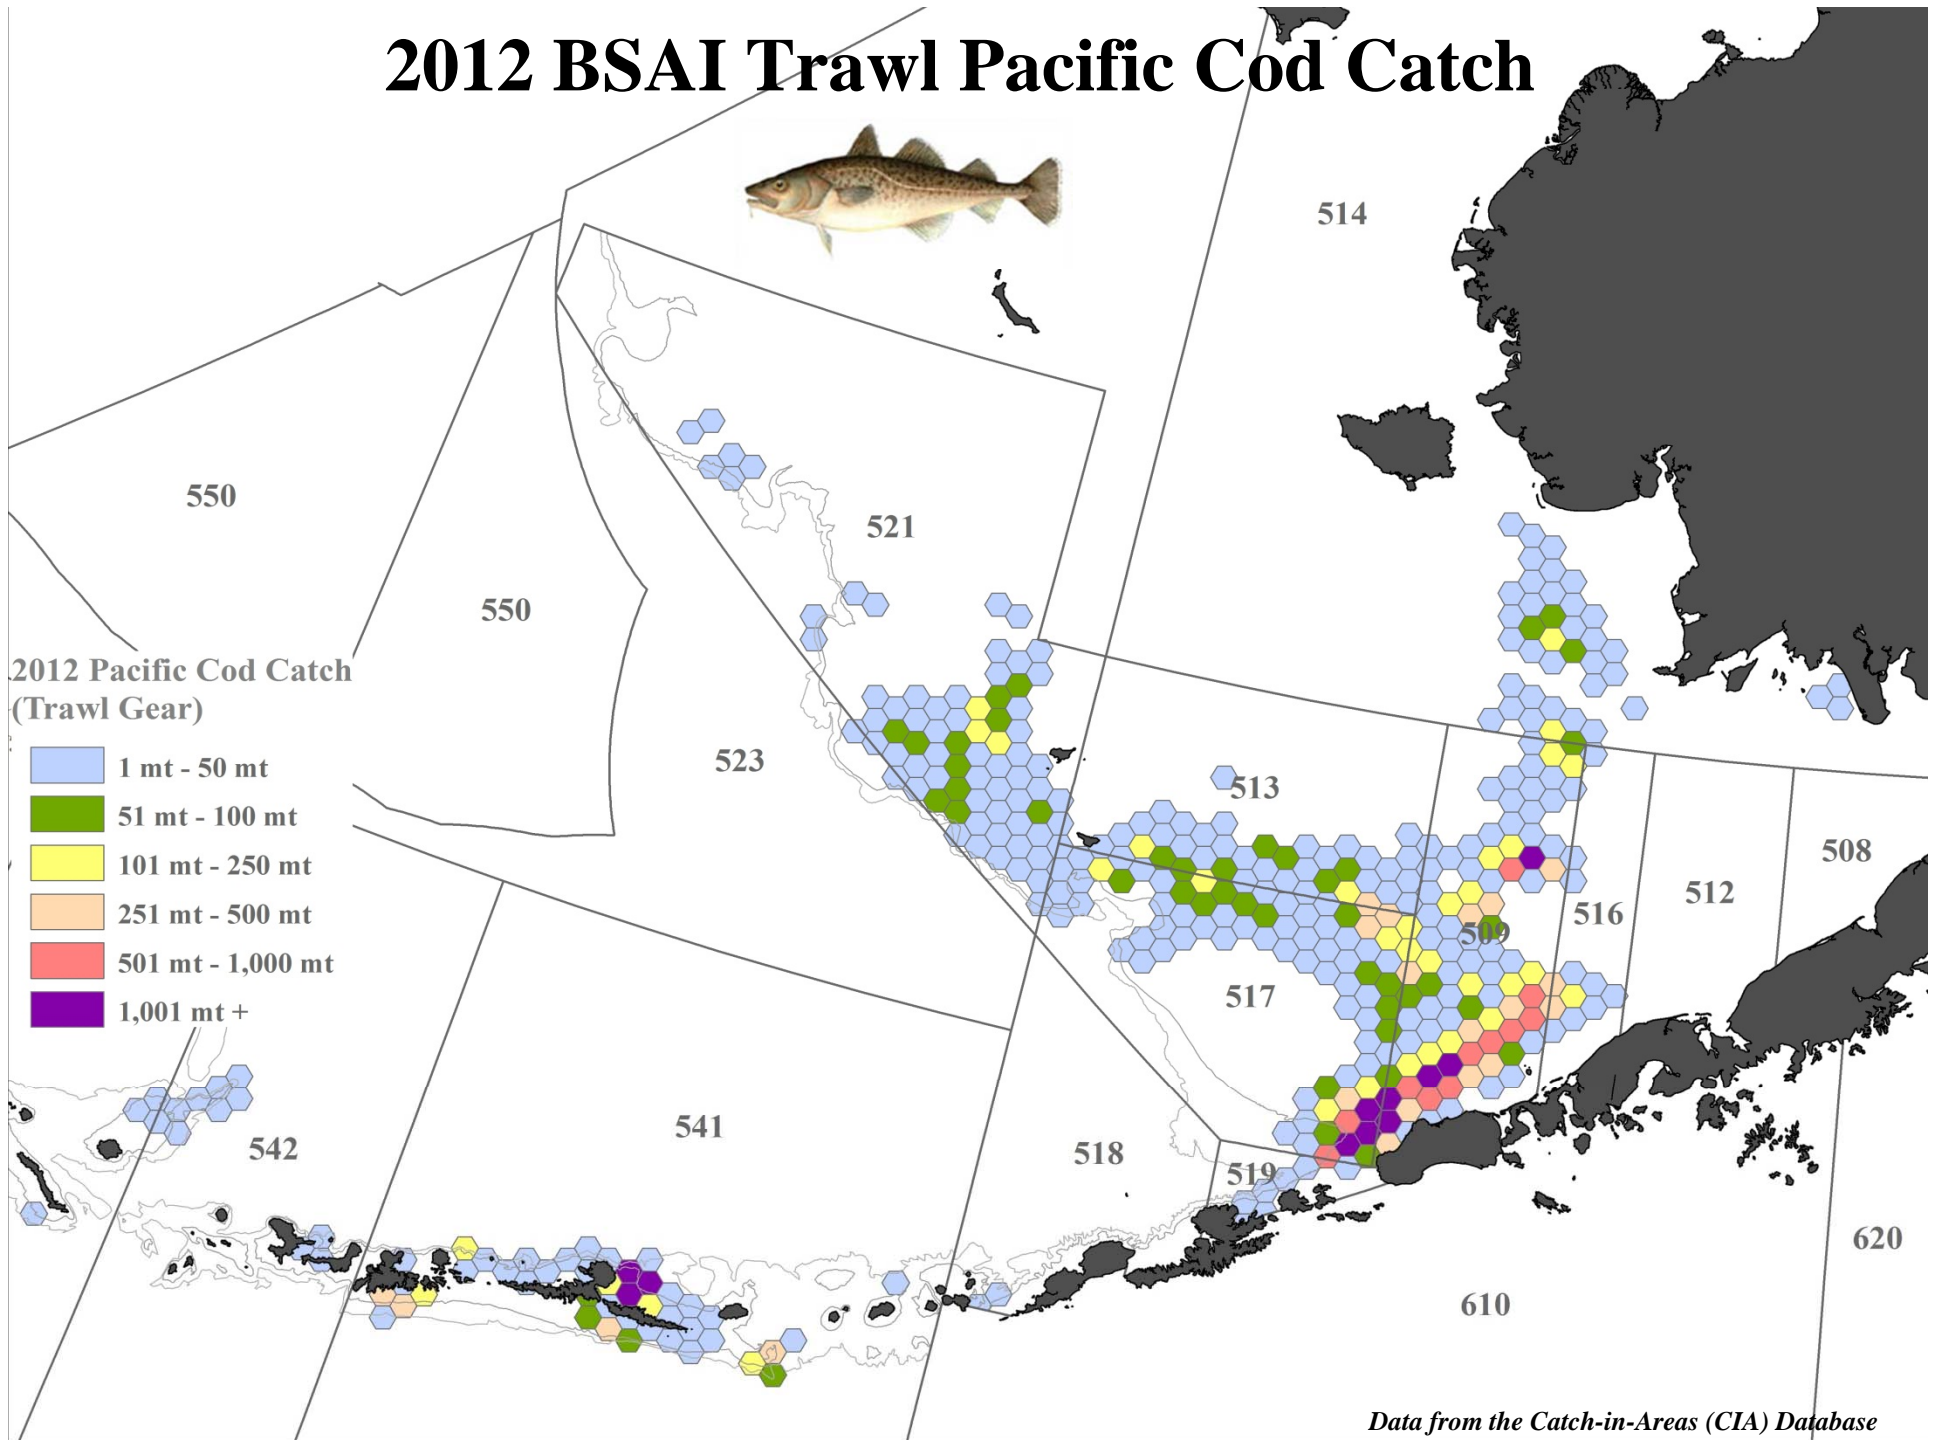 2012 BSAI Trawl Pacific Cod Catch
514
550
521
550
2012 Pacific Cod Catch
(Trawl Gear)
523
513
1 mt - 50 mt
51 mt - 100 mt
101 mt - 250 mt
251 mt - 500 mt
501 mt - 1,000 mt
1,001 mt +
508
512
516
509
517
541
542
518
519
620
610
Data from the Catch-in-Areas (CIA) Database